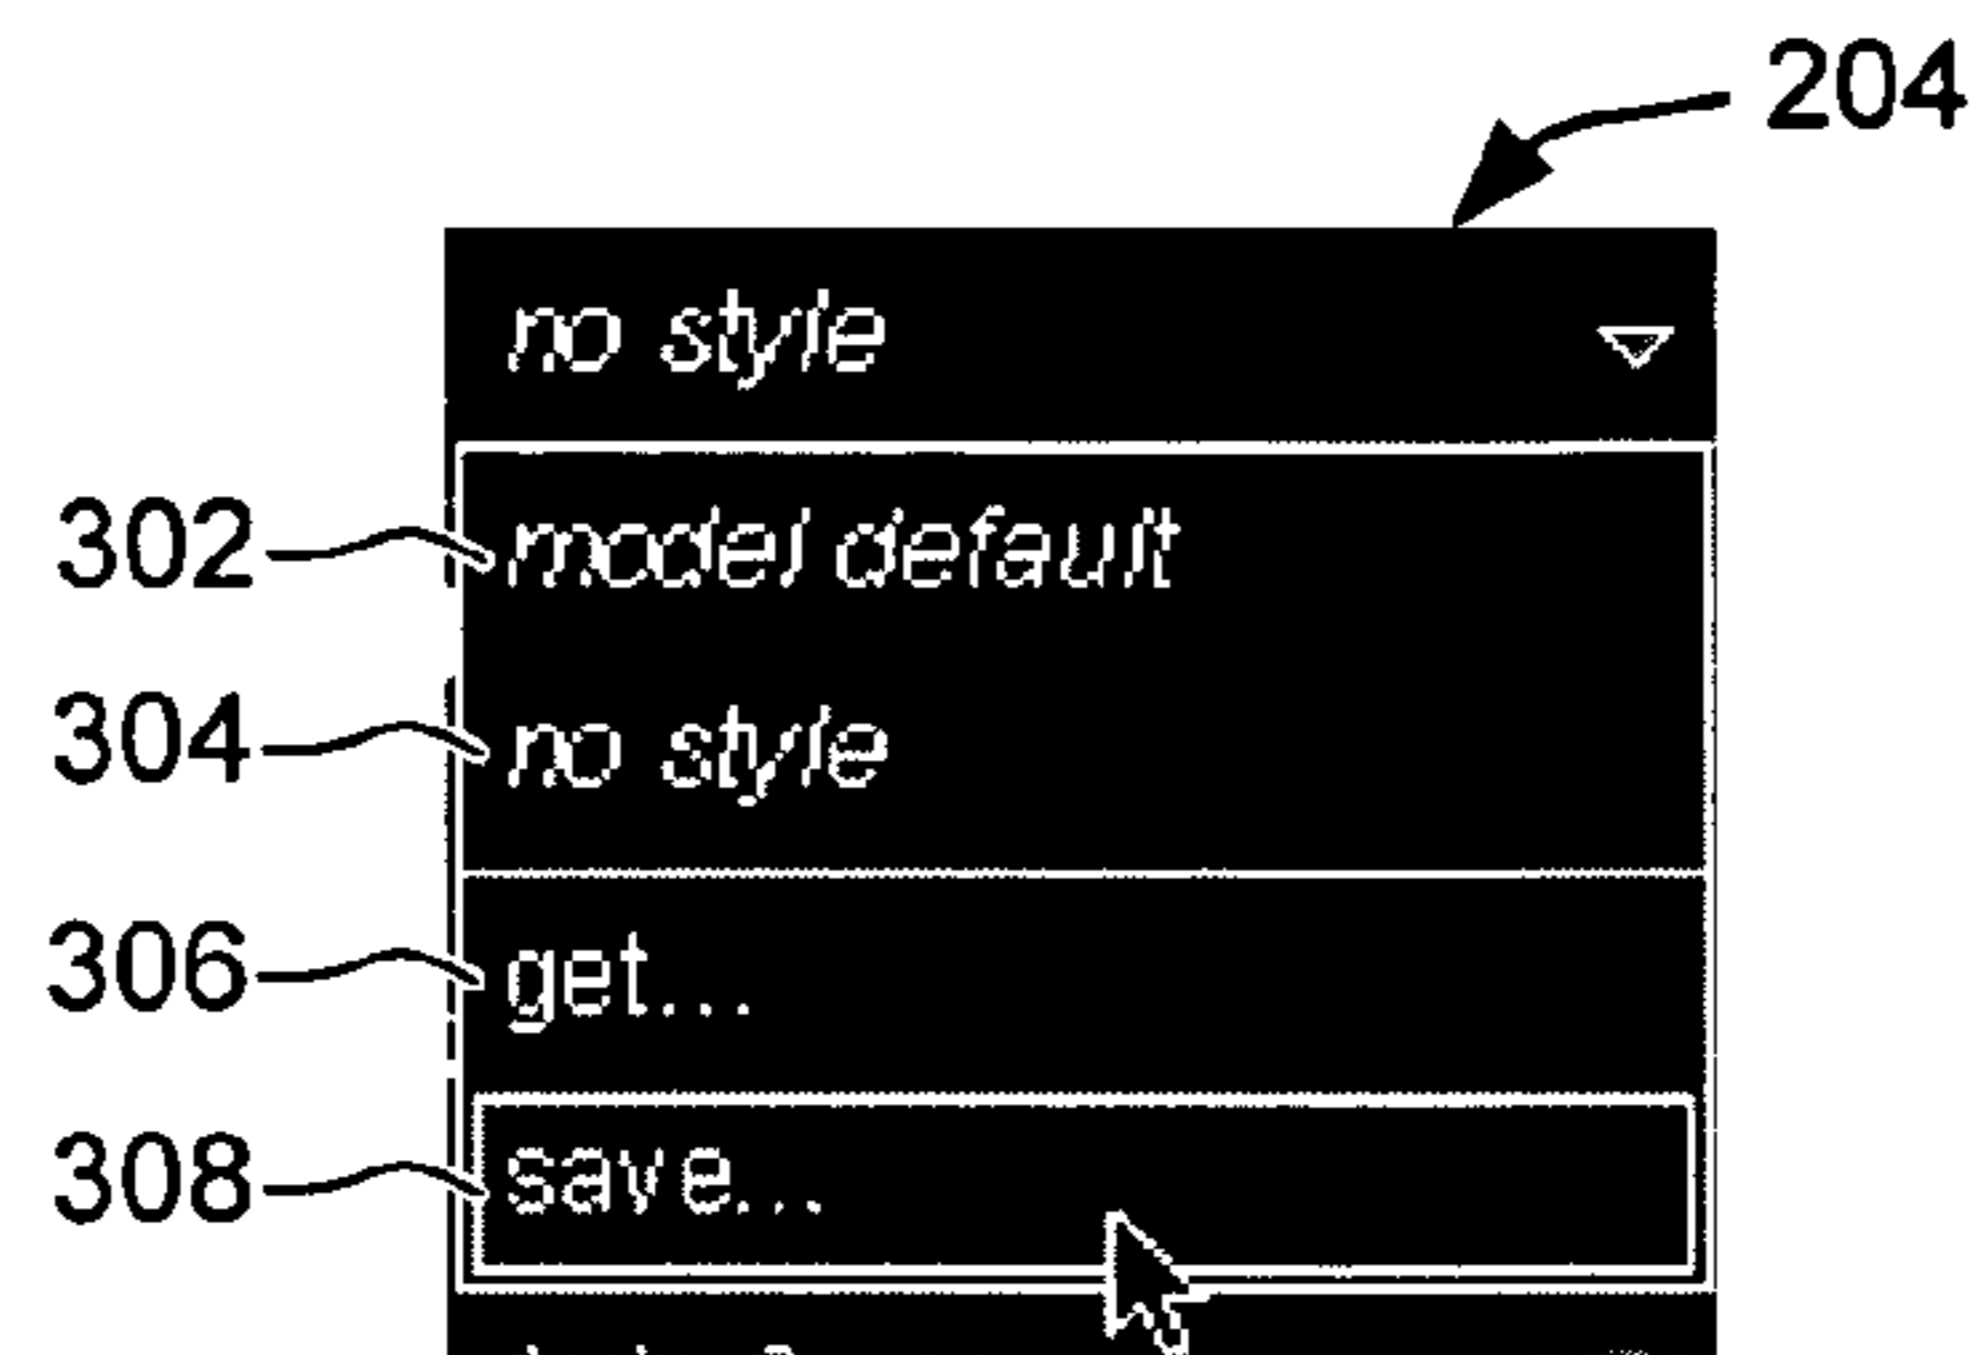 204
no style
302 model default
304 no style
306 get...
308 save...